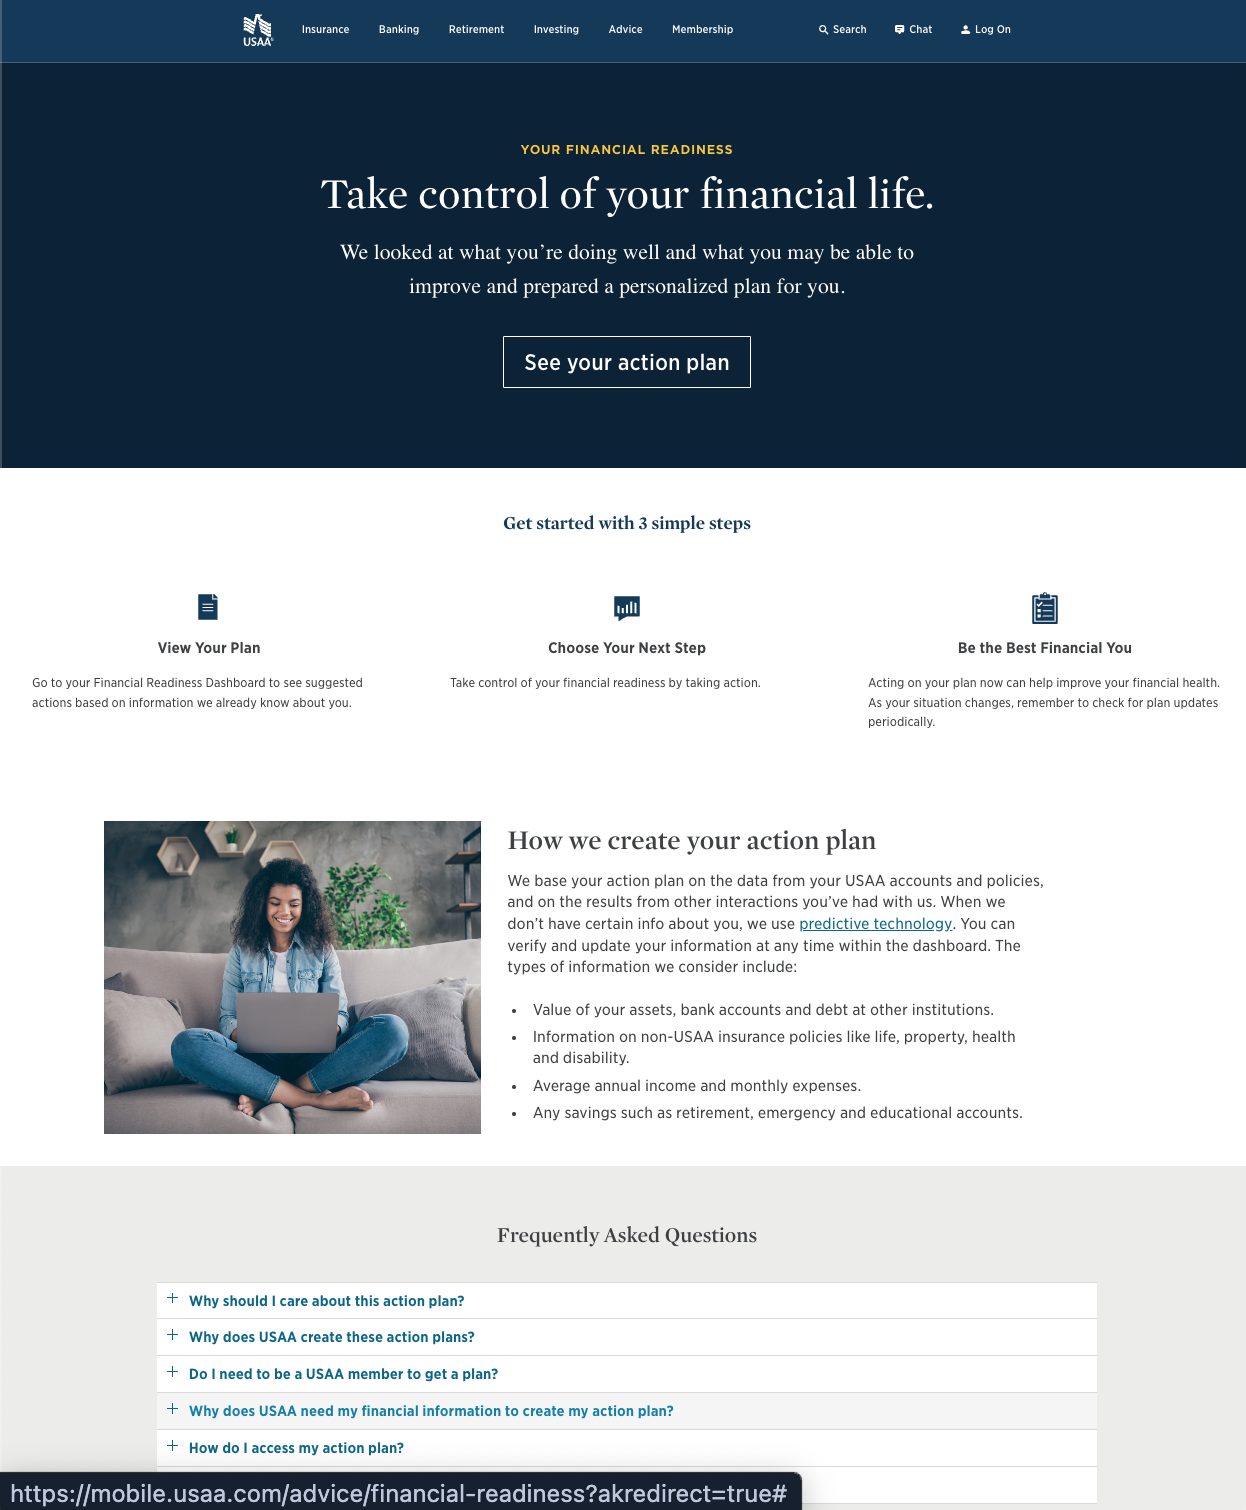 USAA
Insurance
Banking
Retirement
Investing
Advice
Membership
Search
Chat
Log On
YOUR FINANCIAL READINESS
Take control of your financial life.
We looked at what you're doing well and what you may be able to
improve and prepared a personalized plan for you.
See your action plan
Get started with 3 simple steps
View Your Plan
Go to your Financial Readiness Dashboard to see suggested
actions based on information we already know about you.
Choose Your Next Step
Take control of your financial readiness by taking action.
Be the Best Financial You
Acting on your plan now can help improve your financial health.
As your situation changes, remember to check for plan updates
periodically.
How we create your action plan
We base your action plan on the data from your USAA accounts and policies,
and on the results from other interactions you've had with us. When we
don't have certain info about you, we use predictive technology. You can
verify and update your information at any time within the dashboard. The
types of information we consider include:
• Value of your assets, bank accounts and debt at other institutions.
• Information on non-USAA insurance policies like life, property, health
and disability.
• Average annual income and monthly expenses.
• Any savings such as retirement, emergency and educational accounts.
Frequently Asked Questions
+ Why should I care about this action plan?
+ Why does USAA create these action plans?
+ Do I need to be a USAA member to get a plan?
+ Why does USAA need my financial information to create my action plan?
+ How do I access my action plan?
https://mobile.usaa.com/advice/financial-readiness?akredirect=true#